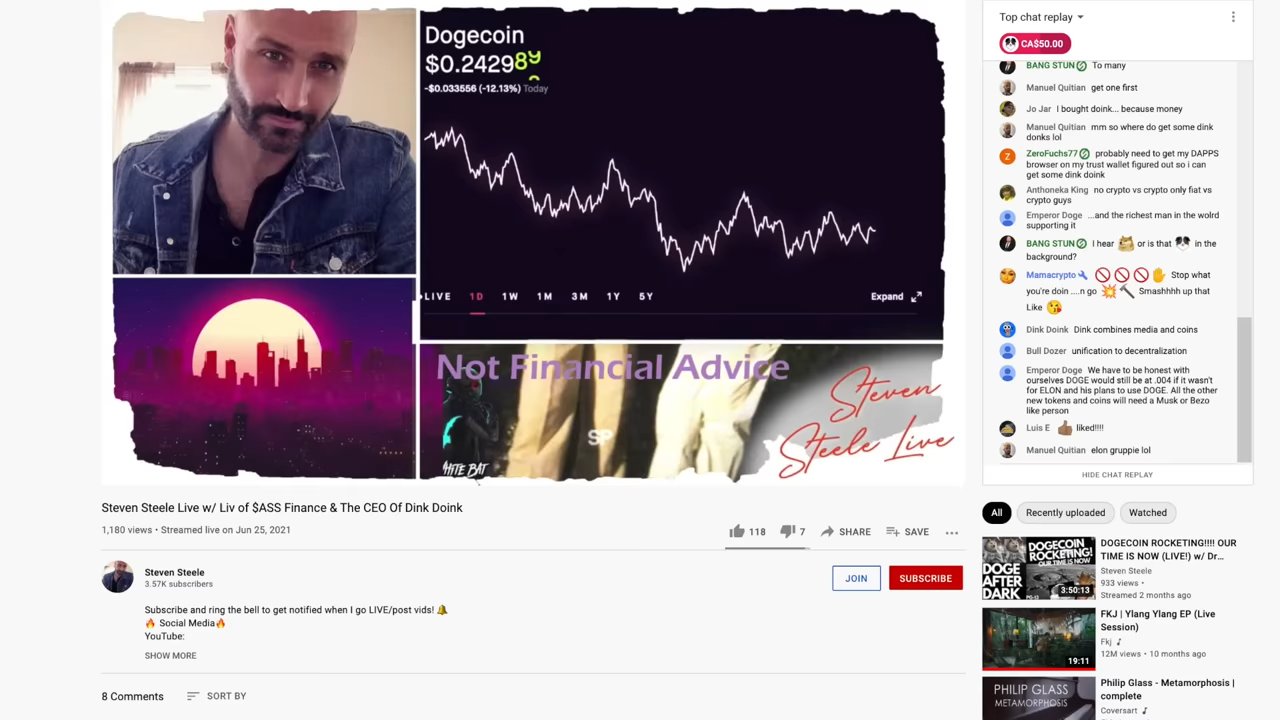 Dogecoin
$0.242989
-$0.033556 (-12.13%) Today
LIVE 1D 1W 1M 3M 1Y 5Y Expand
Not Financial Advice
SP
Steven
Steele Live
Steven Steele Live w/ Liv of $ASS Finance & The CEO Of Dink Doink
1,180 views • Streamed live on Jun 25, 2021
118 7 SHARE SAVE
Steven Steele
3.57K subscribers
JOIN SUBSCRIBE
Subscribe and ring the bell to get notified when I go LIVE/post vids! 🔔
🔥 Social Media🔥
YouTube:
SHOW MORE
8 Comments SORT BY
Top chat replay
CA$50.00
BANG STUN To many
Manuel Quitian get one first
Jo Jar I bought doink... because money
Manuel Quitian mm so where do get some dink
donks lol
Z ZeroFuchs77 probably need to get my DAPPS
browser on my trust wallet figured out so i can
get some dink doink
Anthoneka King no crypto vs crypto only fiat vs
crypto guys
Emperor Doge ...and the richest man in the wolrd
supporting it
BANG STUN I hear or is that in the
background?
Mamacrypto 🚫🚫🚫✋ Stop what
you're doin ....n go 💥🔨 Smashhhh up that
Like 😘
Dink Doink Dink combines media and coins
Bull Dozer unification to decentralization
Emperor Doge We have to be honest with
ourselves DOGE would still be at .004 if it wasn't
for ELON and his plans to use DOGE. All the other
new tokens and coins will need a Musk or Bezo
like person
Luis E 👍🏾 liked!!!!
Manuel Quitian elon gruppie lol
HIDE CHAT REPLAY
All Recently uploaded Watched
DOGE
AFTER
DARK
DOGECOIN
ROCKETING!
OUR TIME IS NOW
3:50:13
DOGECOIN ROCKETING!!!! OUR
TIME IS NOW (LIVE!) w/ Dr...
Steven Steele
933 views •
Streamed 2 months ago
19:11
FKJ | Ylang Ylang EP (Live
Session)
Fkj
12M views • 10 months ago
PHILIP GLASS
METAMORPHOSIS
Philip Glass - Metamorphosis |
complete
Coversart